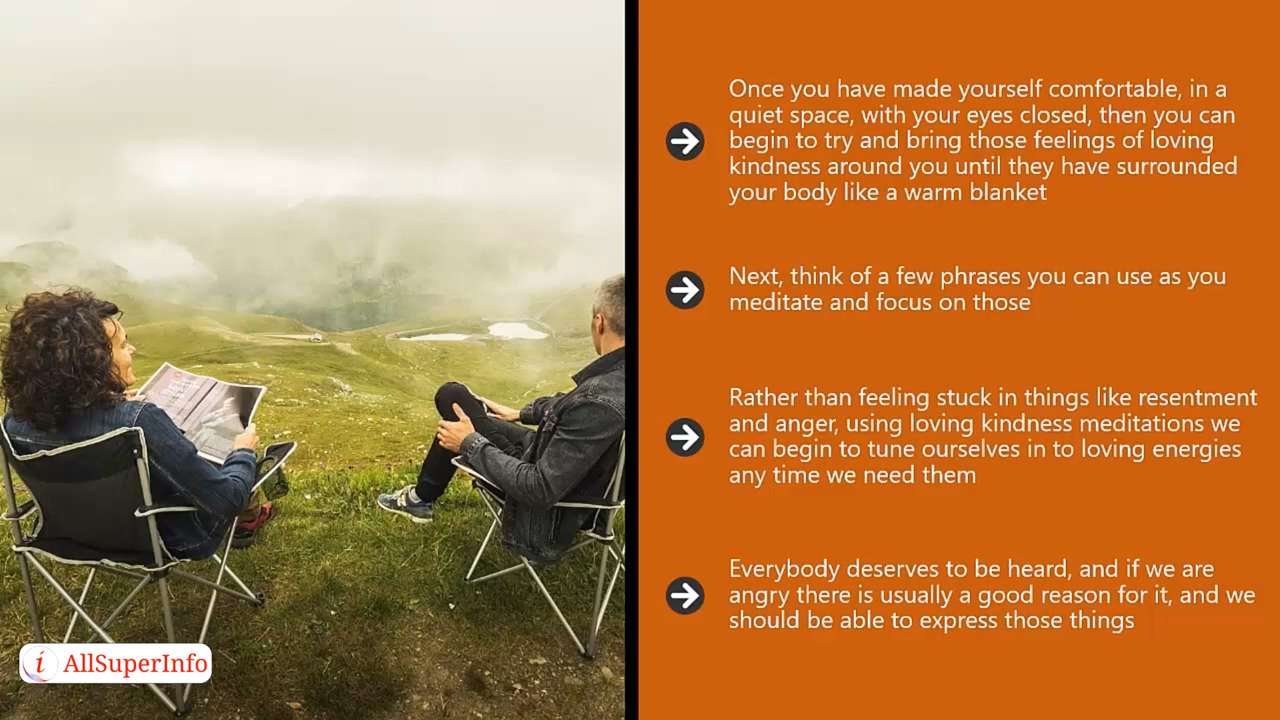 Once you have made yourself comfortable, in a
quiet space, with your eyes closed, then you can
begin to try and bring those feelings of loving
kindness around you until they have surrounded
your body like a warm blanket
Next, think of a few phrases you can use as you
meditate and focus on those
Rather than feeling stuck in things like resentment
and anger, using loving kindness meditations we
can begin to tune ourselves in to loving energies
any time we need them
Everybody deserves to be heard, and if we are
angry there is usually a good reason for it, and we
should be able to express those things
i AllSuperInfo